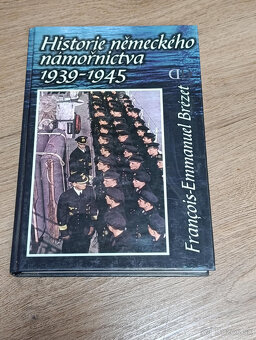 Historie německého
námořnictva
1939-1945
François-Emmanuel Brézet